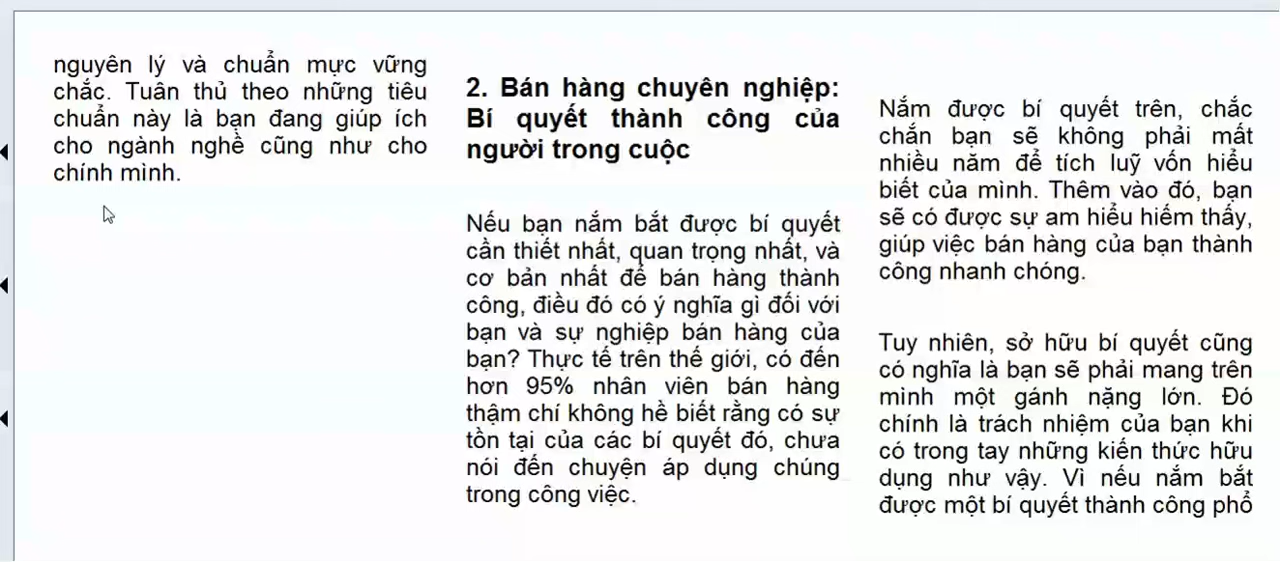 nguyên lý và chuẩn mực vững
chắc. Tuân thủ theo những tiêu
chuẩn này là bạn đang giúp ích
cho ngành nghề cũng như cho
chính mình.
2. Bán hàng chuyên nghiệp:
Bí quyết thành công của
người trong cuộc
Nếu bạn nắm bắt được bí quyết
cần thiết nhất, quan trọng nhất, và
cơ bản nhất để bán hàng thành
công, điều đó có ý nghĩa gì đối với
bạn và sự nghiệp bán hàng của
bạn? Thực tế trên thế giới, có đến
hơn 95% nhân viên bán hàng
thậm chí không hề biết rằng có sự
tồn tại của các bí quyết đó, chưa
nói đến chuyện áp dụng chúng
trong công việc.
Nắm được bí quyết trên, chắc
chắn bạn sẽ không phải mất
nhiều năm để tích luỹ vốn hiểu
biết của mình. Thêm vào đó, bạn
sẽ có được sự am hiểu hiếm thấy,
giúp việc bán hàng của bạn thành
công nhanh chóng.
Tuy nhiên, sở hữu bí quyết cũng
có nghĩa là bạn sẽ phải mang trên
mình một gánh nặng lớn. Đó
chính là trách nhiệm của bạn khi
có trong tay những kiến thức hữu
dụng như vậy. Vì nếu nắm bắt
được một bí quyết thành công phổ